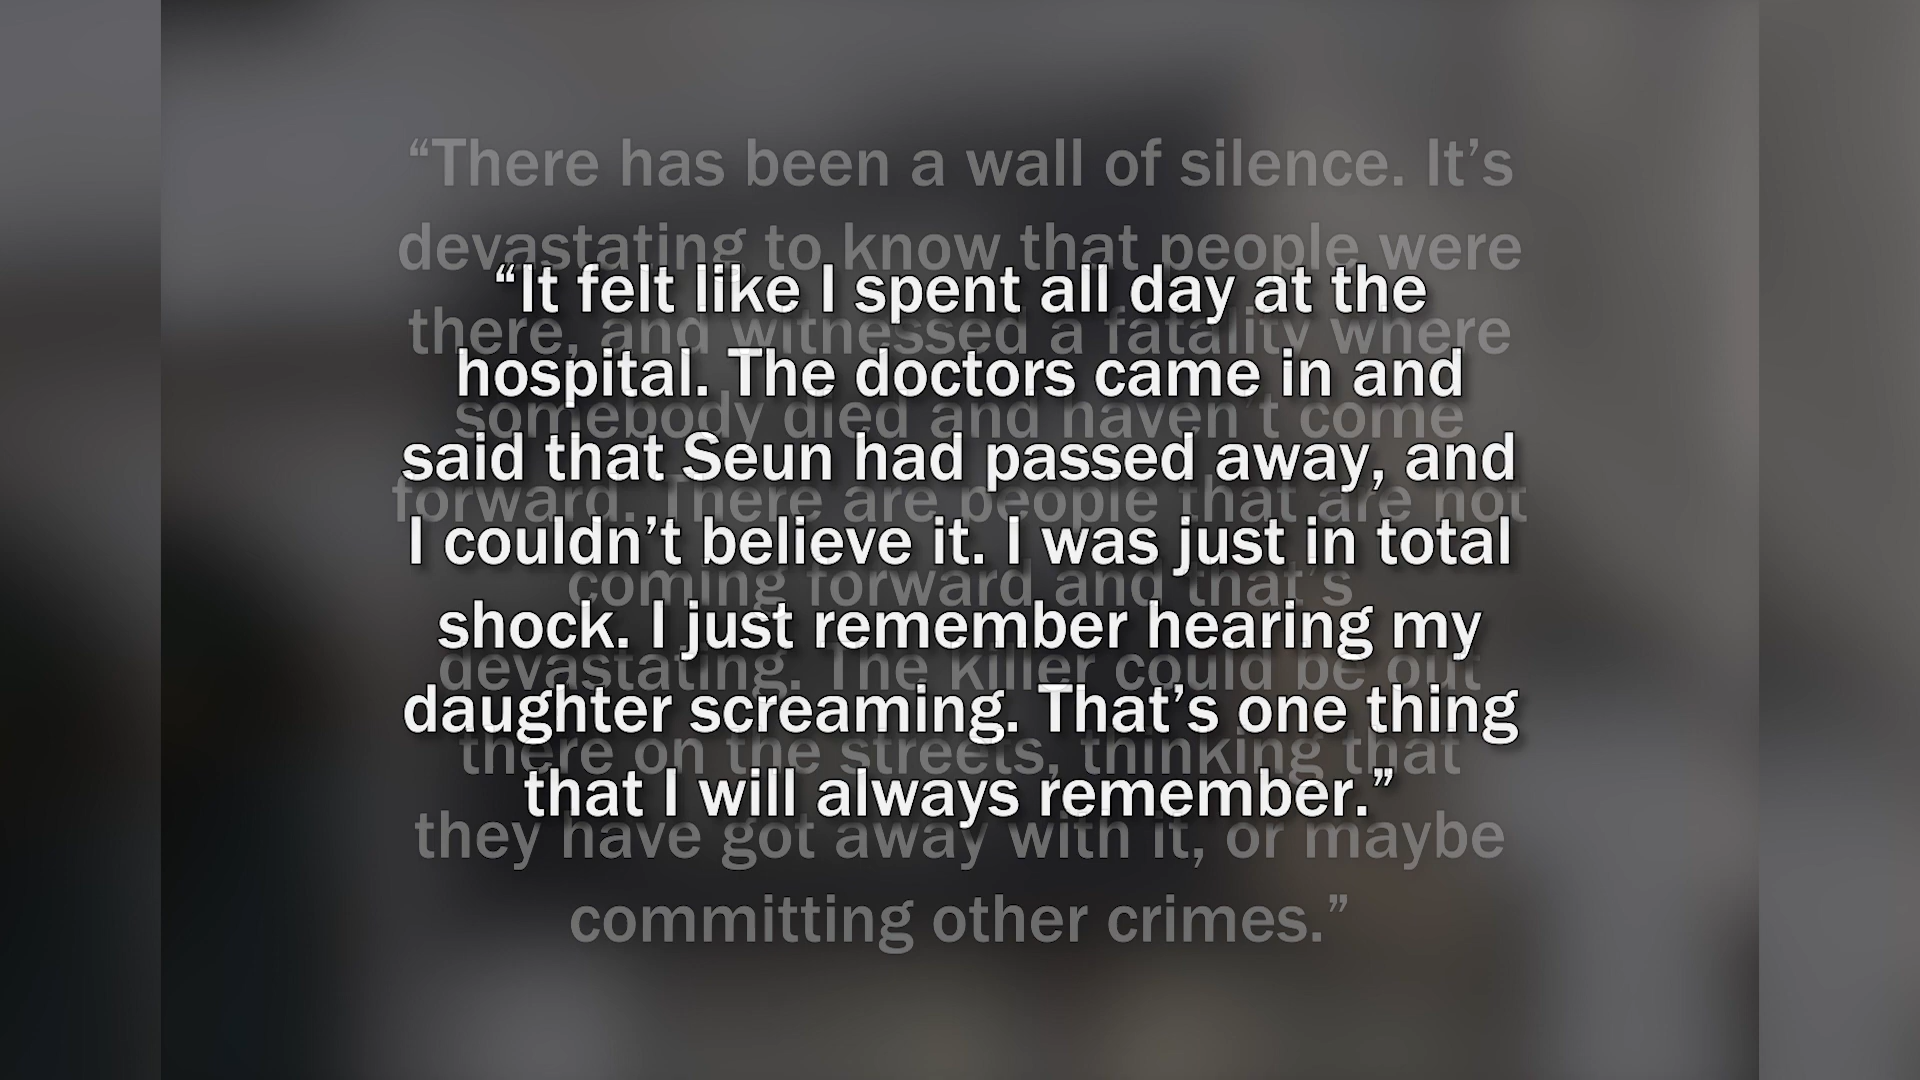 “It felt like I spent all day at the
hospital. The doctors came in and
said that Seun had passed away, and
I couldn’t believe it. I was just in total
shock. I just remember hearing my
daughter screaming. That’s one thing
that I will always remember.”
“There has been a wall of silence. It’s
devastating to know that people were
there, and witnessed a fatality where
somebody died and haven’t come
forward. There are people that are not
coming forward and that’s
devastating. The killer could be out
there on the streets, thinking that
they have got away with it, or maybe
committing other crimes.”